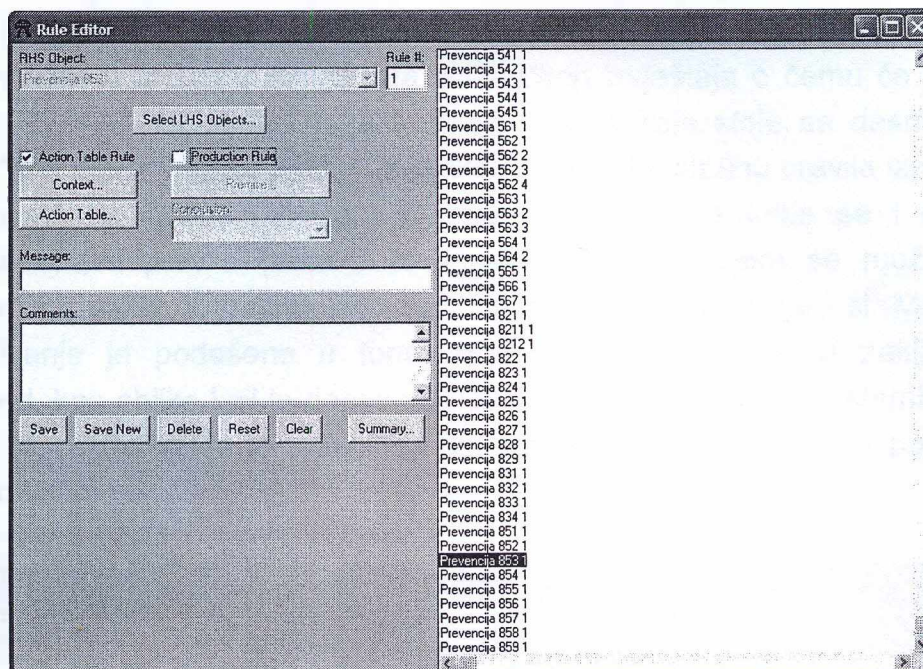 Rule Editor
RHS Object:
Rule #:
Prevencija 853
1
Select LHS Objects...
Action Table Rule
Production Rule
Context...
Premise...
Action Table...
Conclusion:
Message:
Comments:
Save
Save New
Delete
Reset
Clear
Summary...
Prevencija 541 1
Prevencija 542 1
Prevencija 543 1
Prevencija 544 1
Prevencija 545 1
Prevencija 561 1
Prevencija 562 1
Prevencija 562 2
Prevencija 562 3
Prevencija 562 4
Prevencija 563 1
Prevencija 563 2
Prevencija 563 3
Prevencija 564 1
Prevencija 564 2
Prevencija 565 1
Prevencija 566 1
Prevencija 567 1
Prevencija 821 1
Prevencija 8211 1
Prevencija 8212 1
Prevencija 822 1
Prevencija 823 1
Prevencija 824 1
Prevencija 825 1
Prevencija 826 1
Prevencija 827 1
Prevencija 828 1
Prevencija 829 1
Prevencija 831 1
Prevencija 832 1
Prevencija 833 1
Prevencija 834 1
Prevencija 851 1
Prevencija 852 1
Prevencija 853 1
Prevencija 854 1
Prevencija 855 1
Prevencija 856 1
Prevencija 857 1
Prevencija 858 1
Prevencija 859 1